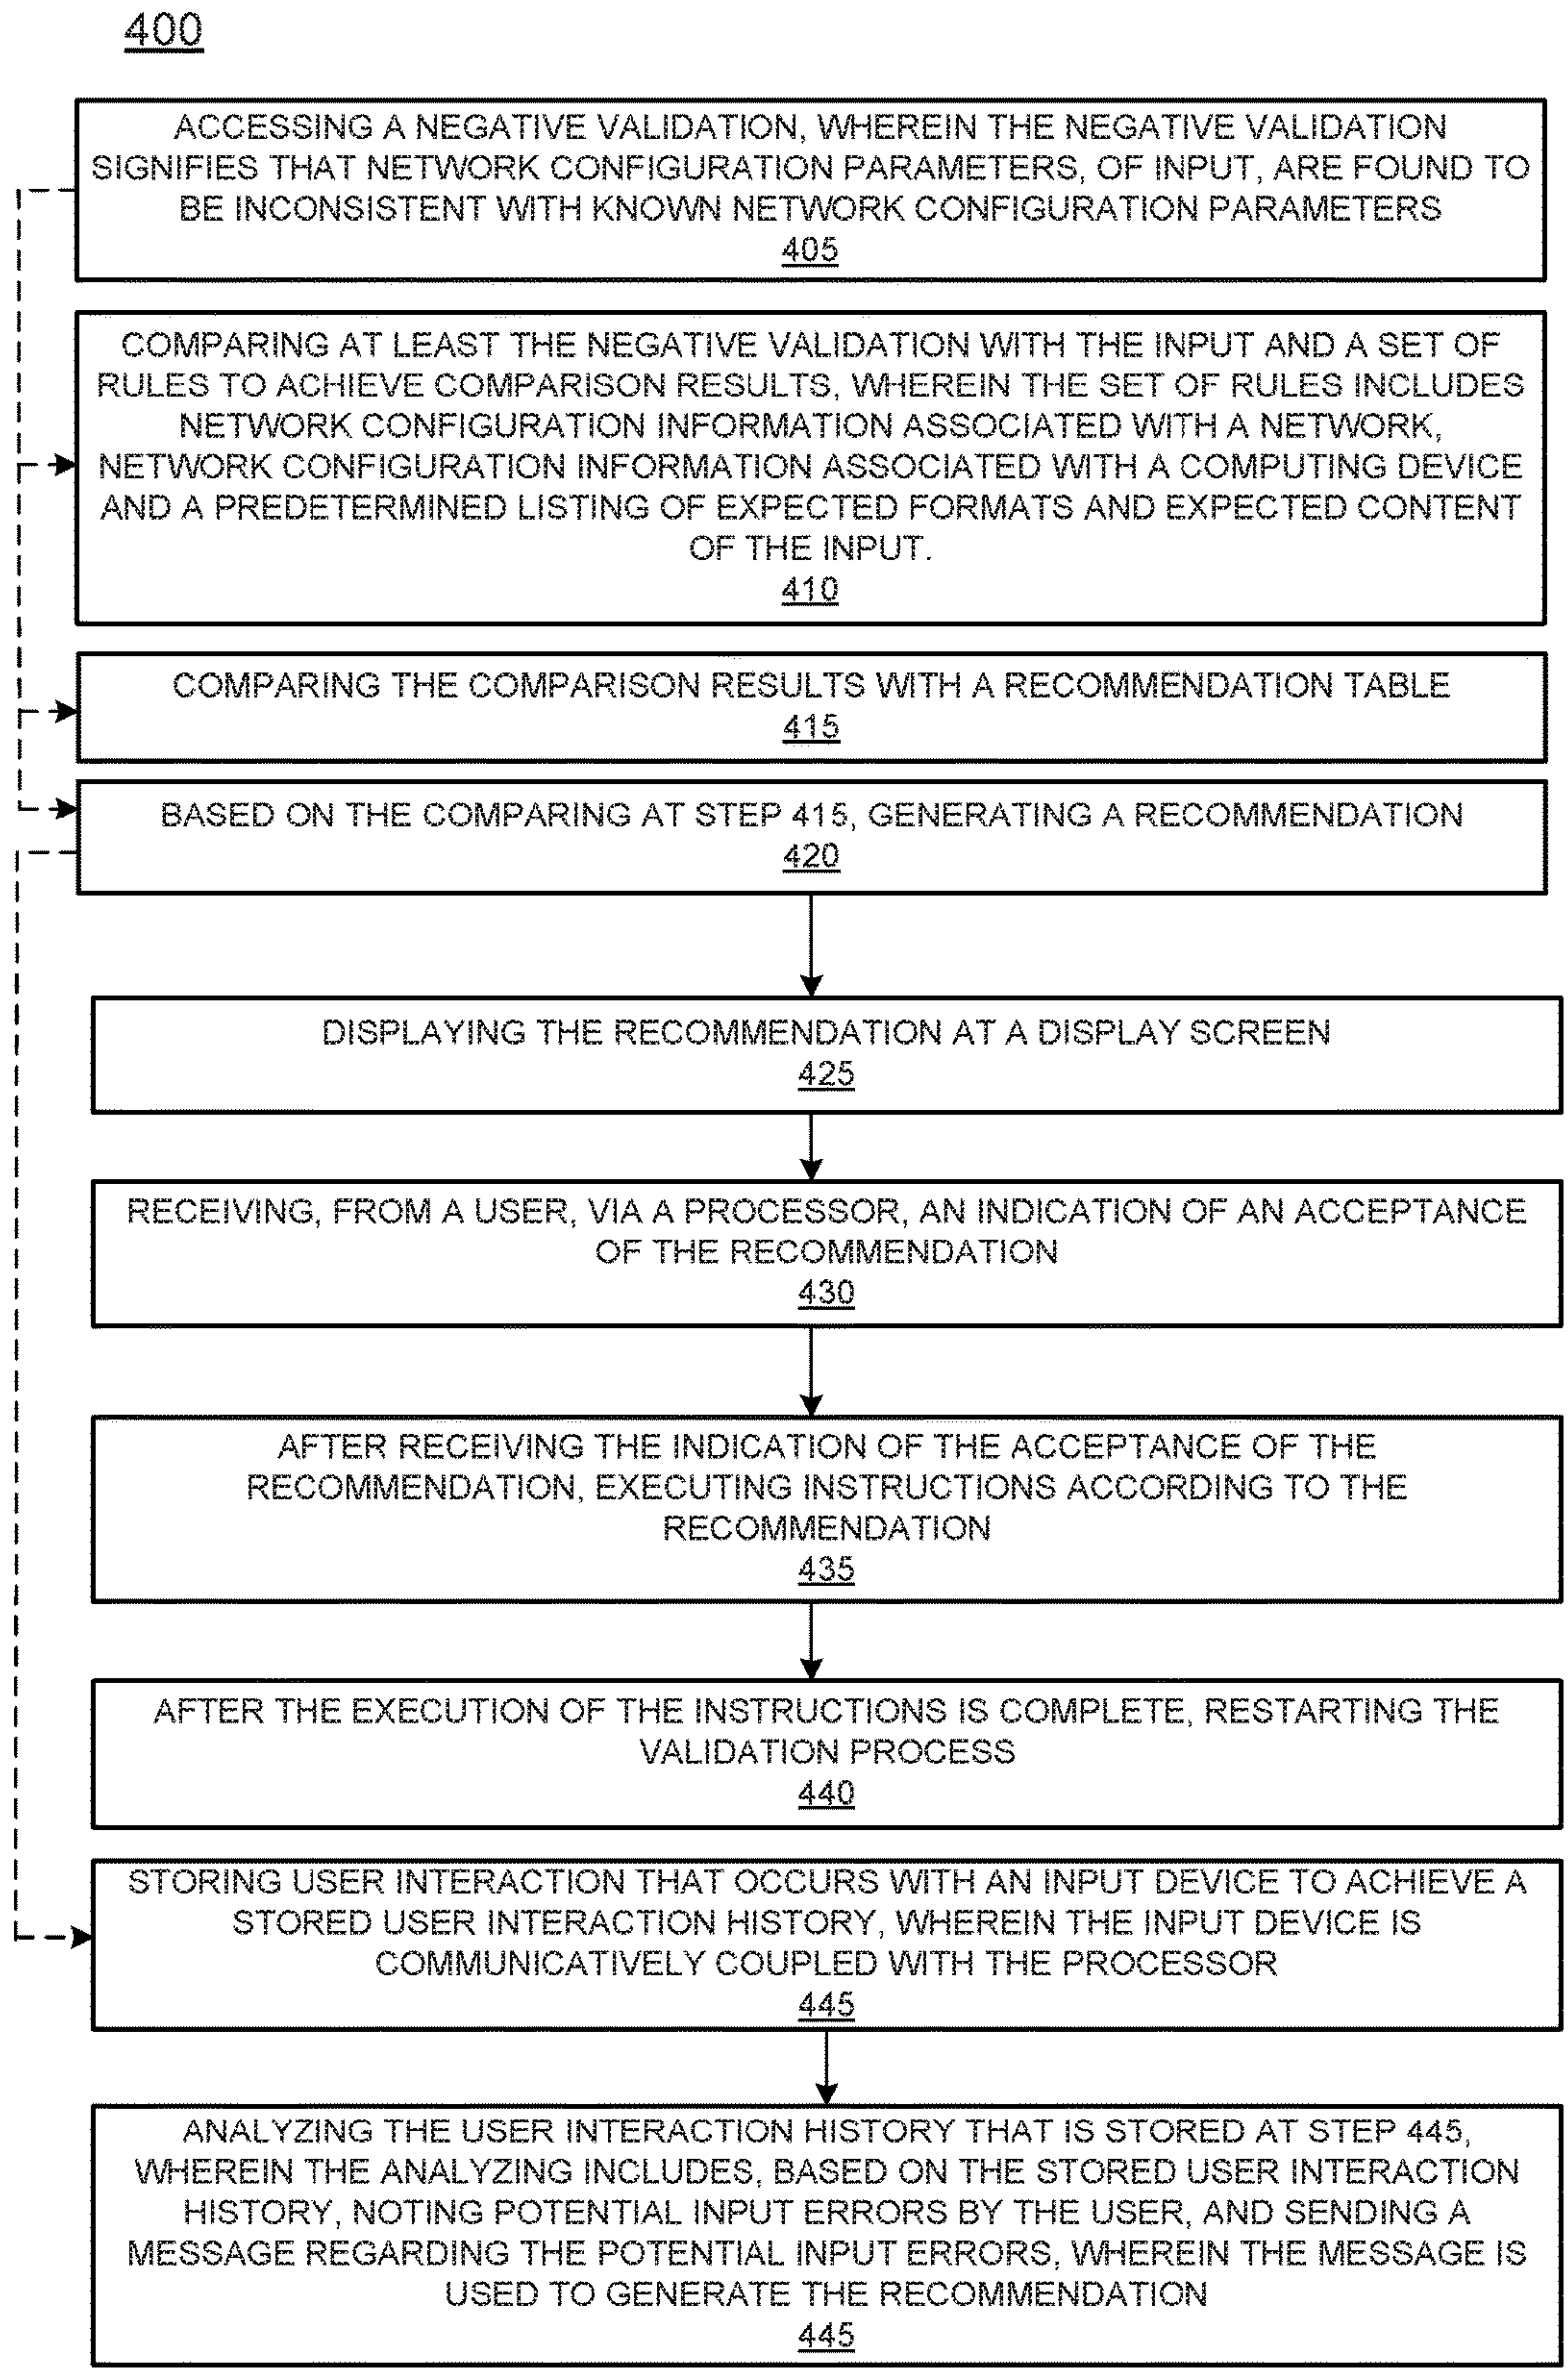 400
ACCESSING A NEGATIVE VALIDATION, WHEREIN THE NEGATIVE VALIDATION
SIGNIFIES THAT NETWORK CONFIGURATION PARAMETERS, OF INPUT, ARE FOUND TO
BE INCONSISTENT WITH KNOWN NETWORK CONFIGURATION PARAMETERS
405
COMPARING AT LEAST THE NEGATIVE VALIDATION WITH THE INPUT AND A SET OF
RULES TO ACHIEVE COMPARISON RESULTS, WHEREIN THE SET OF RULES INCLUDES
NETWORK CONFIGURATION INFORMATION ASSOCIATED WITH A NETWORK,
NETWORK CONFIGURATION INFORMATION ASSOCIATED WITH A COMPUTING DEVICE
AND A PREDETERMINED LISTING OF EXPECTED FORMATS AND EXPECTED CONTENT
OF THE INPUT.
410
COMPARING THE COMPARISON RESULTS WITH A RECOMMENDATION TABLE
415
BASED ON THE COMPARING AT STEP 415, GENERATING A RECOMMENDATION
420
DISPLAYING THE RECOMMENDATION AT A DISPLAY SCREEN
425
RECEIVING, FROM A USER, VIA A PROCESSOR, AN INDICATION OF AN ACCEPTANCE
OF THE RECOMMENDATION
430
AFTER RECEIVING THE INDICATION OF THE ACCEPTANCE OF THE
RECOMMENDATION, EXECUTING INSTRUCTIONS ACCORDING TO THE
RECOMMENDATION
435
AFTER THE EXECUTION OF THE INSTRUCTIONS IS COMPLETE, RESTARTING THE
VALIDATION PROCESS
440
STORING USER INTERACTION THAT OCCURS WITH AN INPUT DEVICE TO ACHIEVE A
STORED USER INTERACTION HISTORY, WHEREIN THE INPUT DEVICE IS
COMMUNICATIVELY COUPLED WITH THE PROCESSOR
445
ANALYZING THE USER INTERACTION HISTORY THAT IS STORED AT STEP 445,
WHEREIN THE ANALYZING INCLUDES, BASED ON THE STORED USER INTERACTION
HISTORY, NOTING POTENTIAL INPUT ERRORS BY THE USER, AND SENDING A
MESSAGE REGARDING THE POTENTIAL INPUT ERRORS, WHEREIN THE MESSAGE IS
USED TO GENERATE THE RECOMMENDATION
445